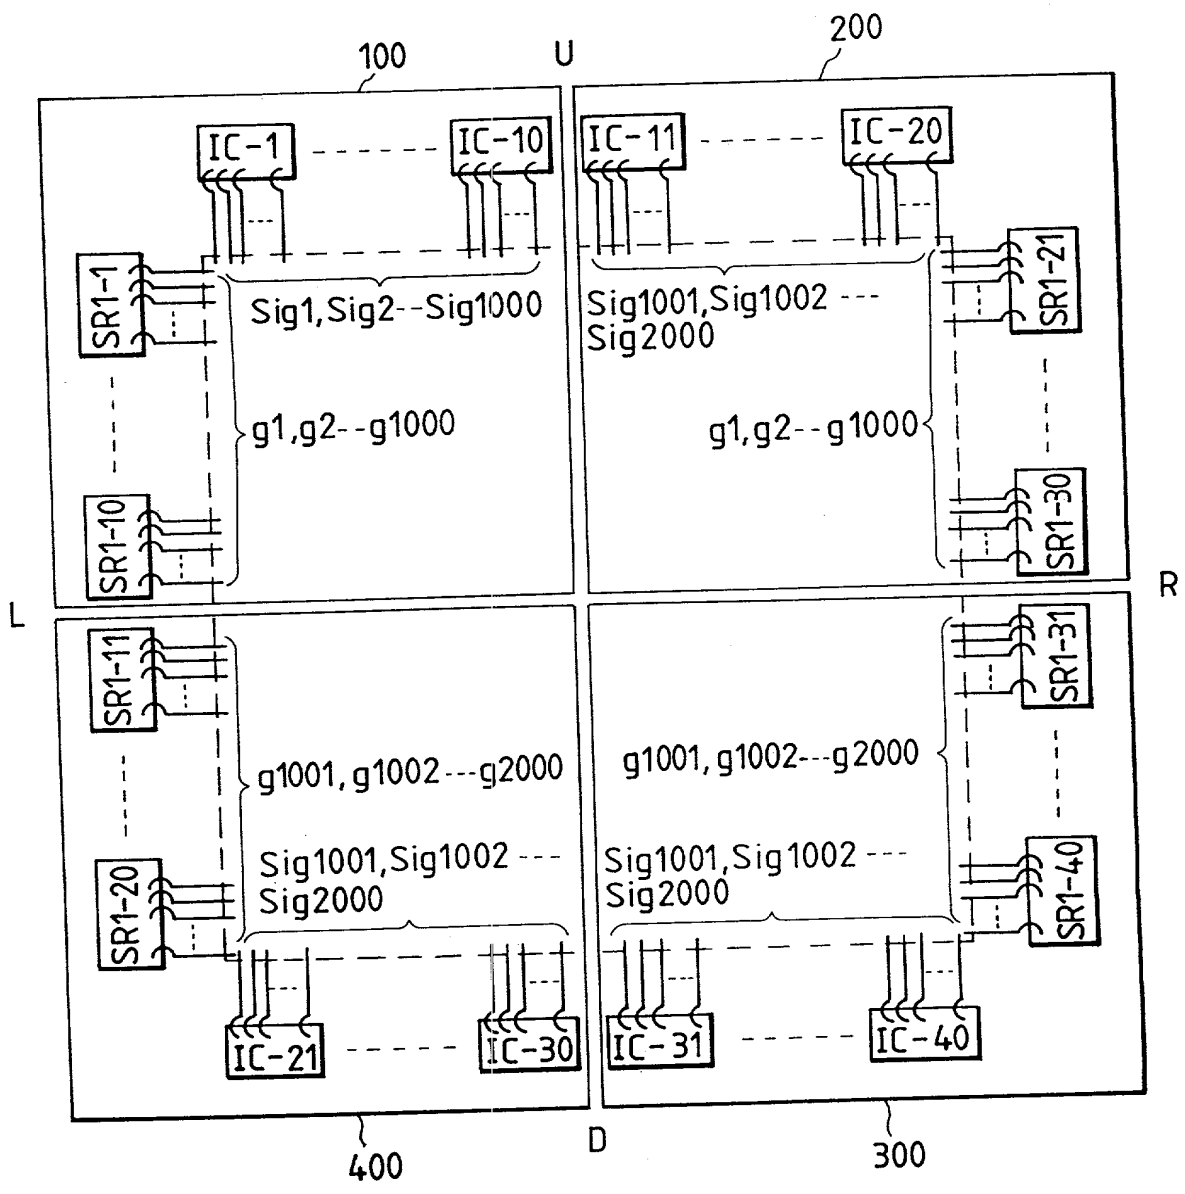 100
U
200
IC-1
IC-10
IC-11
IC-20
SR1-1
SR1-21
Sig1,Sig2--Sig1000
Sig1001,Sig1002 ---
Sig2000
g1,g2--g1000
g1,g2--g1000
SR1-10
SR1-30
L
R
SR1-11
SR1-31
g1001,g1002---g2000
g1001,g1002---g2000
Sig1001,Sig1002 ---
Sig2000
Sig1001,Sig1002 ---
Sig2000
SR1-20
SR1-40
IC-21
IC-30
IC-31
IC-40
400
D
300